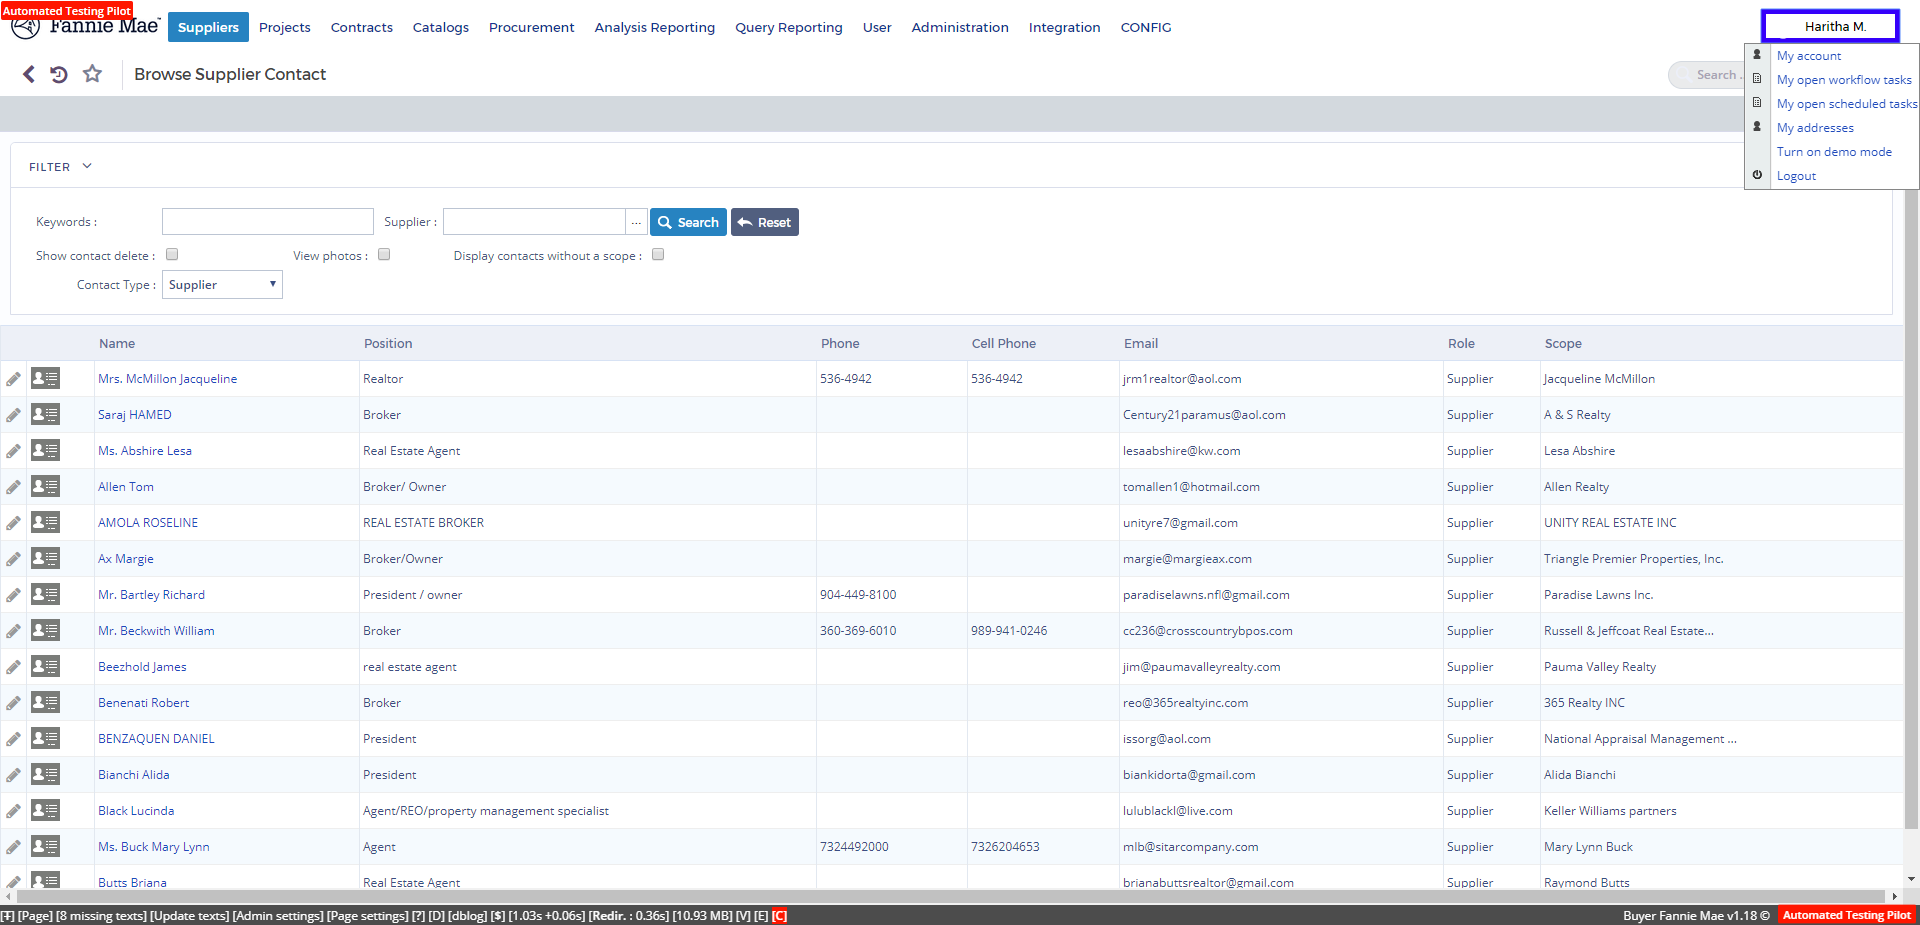 Automated Testing Pilot
Fannie Mae
Suppliers Projects Contracts Catalogs Procurement Analysis Reporting Query Reporting User Administration Integration CONFIG
Haritha M.
Browse Supplier Contact
Search ..
My account
My open workflow tasks
My open scheduled tasks
My addresses
Turn on demo mode
Logout
FILTER
Keywords : Supplier : ... Search Reset
Show contact delete : View photos : Display contacts without a scope :
Contact Type : Supplier
Name Position Phone Cell Phone Email Role Scope
Mrs. McMillon Jacqueline Realtor 536-4942 536-4942 jrm1realtor@aol.com Supplier Jacqueline McMillon
Saraj HAMED Broker Century21paramus@aol.com Supplier A & S Realty
Ms. Abshire Lesa Real Estate Agent lesaabshire@kw.com Supplier Lesa Abshire
Allen Tom Broker/ Owner tomallen1@hotmail.com Supplier Allen Realty
AMOLA ROSELINE REAL ESTATE BROKER unityre7@gmail.com Supplier UNITY REAL ESTATE INC
Ax Margie Broker/Owner margie@margieax.com Supplier Triangle Premier Properties, Inc.
Mr. Bartley Richard President / owner 904-449-8100 paradiselawns.nfl@gmail.com Supplier Paradise Lawns Inc.
Mr. Beckwith William Broker 360-369-6010 989-941-0246 cc236@crosscountrybpos.com Supplier Russell & Jeffcoat Real Estate...
Beezhold James real estate agent jim@paumavalleyrealty.com Supplier Pauma Valley Realty
Benenati Robert Broker reo@365realtyinc.com Supplier 365 Realty INC
BENZAQUEN DANIEL President issorg@aol.com Supplier National Appraisal Management ...
Bianchi Alida President biankidorta@gmail.com Supplier Alida Bianchi
Black Lucinda Agent/REO/property management specialist lulublackl@live.com Supplier Keller Williams partners
Ms. Buck Mary Lynn Agent 7324492000 7326204653 mlb@sitarcompany.com Supplier Mary Lynn Buck
Butts Briana Real Estate Agent brianabuttsrealtor@gmail.com Supplier Raymond Butts
[T] [Page] [8 missing texts] [Update texts] [Admin settings] [Page settings] [?] [D] [dblog] [$] [1.03s +0.06s] [Redir. : 0.36s] [10.93 MB] [V] [E] [C]
Buyer Fannie Mae v1.18 © Automated Testing Pilot